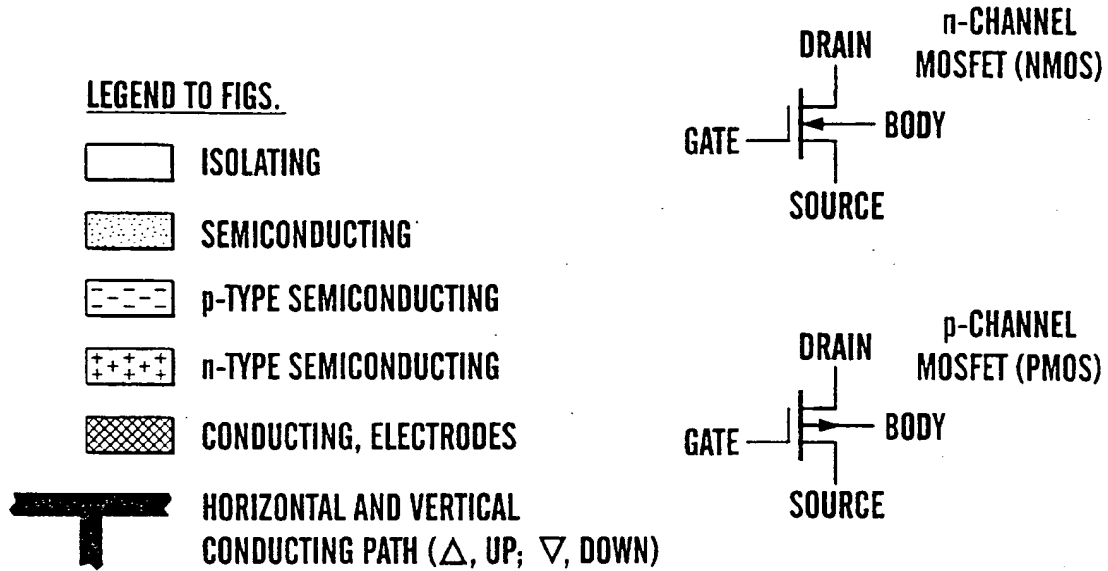 LEGEND TO FIGS.
ISOLATING
SEMICONDUCTING
p-TYPE SEMICONDUCTING
n-TYPE SEMICONDUCTING
CONDUCTING, ELECTRODES
HORIZONTAL AND VERTICAL
CONDUCTING PATH (△, UP; ▽, DOWN)
n-CHANNEL
MOSFET (NMOS)
DRAIN
GATE
BODY
SOURCE
p-CHANNEL
MOSFET (PMOS)
DRAIN
GATE
BODY
SOURCE